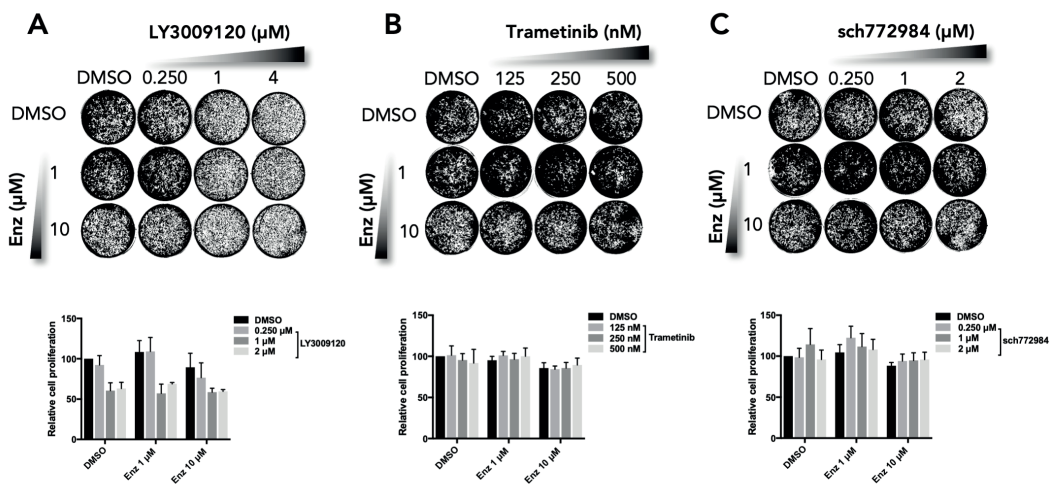 A
LY3009120 (µM)
DMSO 0.250 1 4
DMSO
1
10
Enz (µM)
B
Trametinib (nM)
DMSO 125 250 500
DMSO
1
10
Enz (µM)
C
sch772984 (µM)
DMSO 0.250 1 2
DMSO
1
10
Enz (µM)
Relative cell proliferation
150
100
50
0
DMSO
Enz 1 µM
Enz 10 µM
DMSO
0.250 µM
1 µM
2 µM
LY3009120
Relative cell proliferation
150
100
50
0
DMSO
Enz 1 µM
Enz 10 µM
DMSO
125 nM
250 nM
500 nM
Trametinib
Relative cell proliferation
150
100
50
0
DMSO
Enz 1 µM
Enz 10 µM
DMSO
0.250 µM
1 µM
2 µM
sch772984